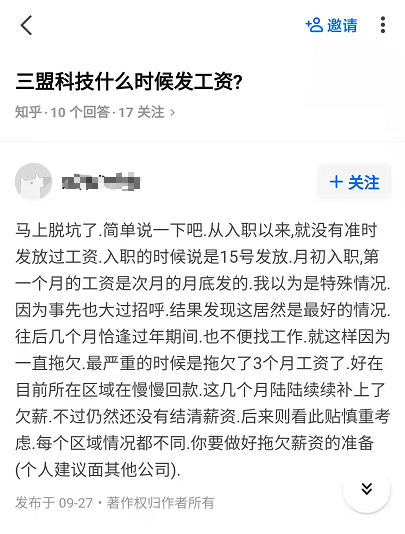 邀请
三盟科技什么时候发工资?
知乎·10 个回答·17 关注 >
+ 关注
马上脱坑了.简单说一下吧.从入职以来,就没有准时
发放过工资.入职的时候说是15号发放.月初入职,第
一个月的工资是次月的月底发的.我以为是特殊情况.
因为事先也大过招呼.结果发现这居然是最好的情况.
往后几个月恰逢过年期间.也不便找工作.就这样因为
一直拖欠.最严重的时候是拖欠了3个月工资了.好在
目前所在区域在慢慢回款.这几个月陆陆续续补上了
欠薪.不过仍然还没有结清薪资.后来则看此贴慎重考
虑.每个区域情况都不同.你要做好拖欠薪资的准备
(个人建议面其他公司).
发布于 09-27·著作权归作者所有